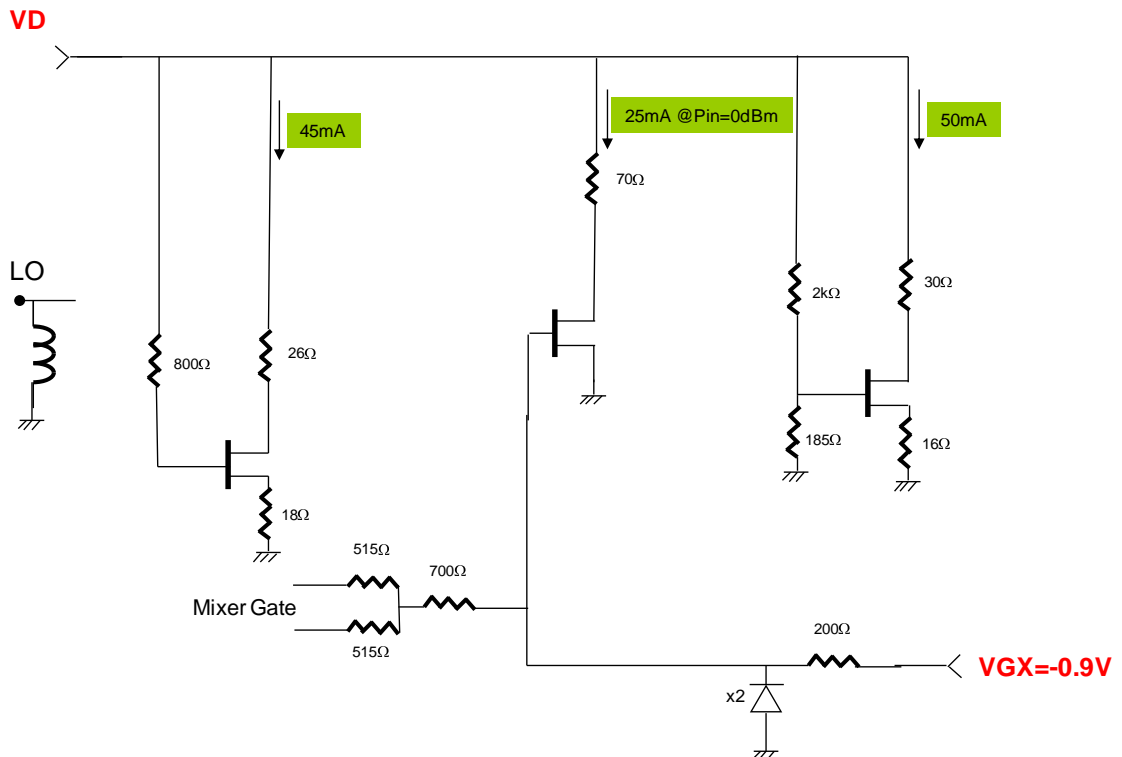 VD
45mA
25mA @Pin=0dBm
50mA
70Ω
LO
2kΩ
30Ω
800Ω
26Ω
185Ω
16Ω
18Ω
515Ω
700Ω
Mixer Gate
515Ω
200Ω
VGX=-0.9V
x2